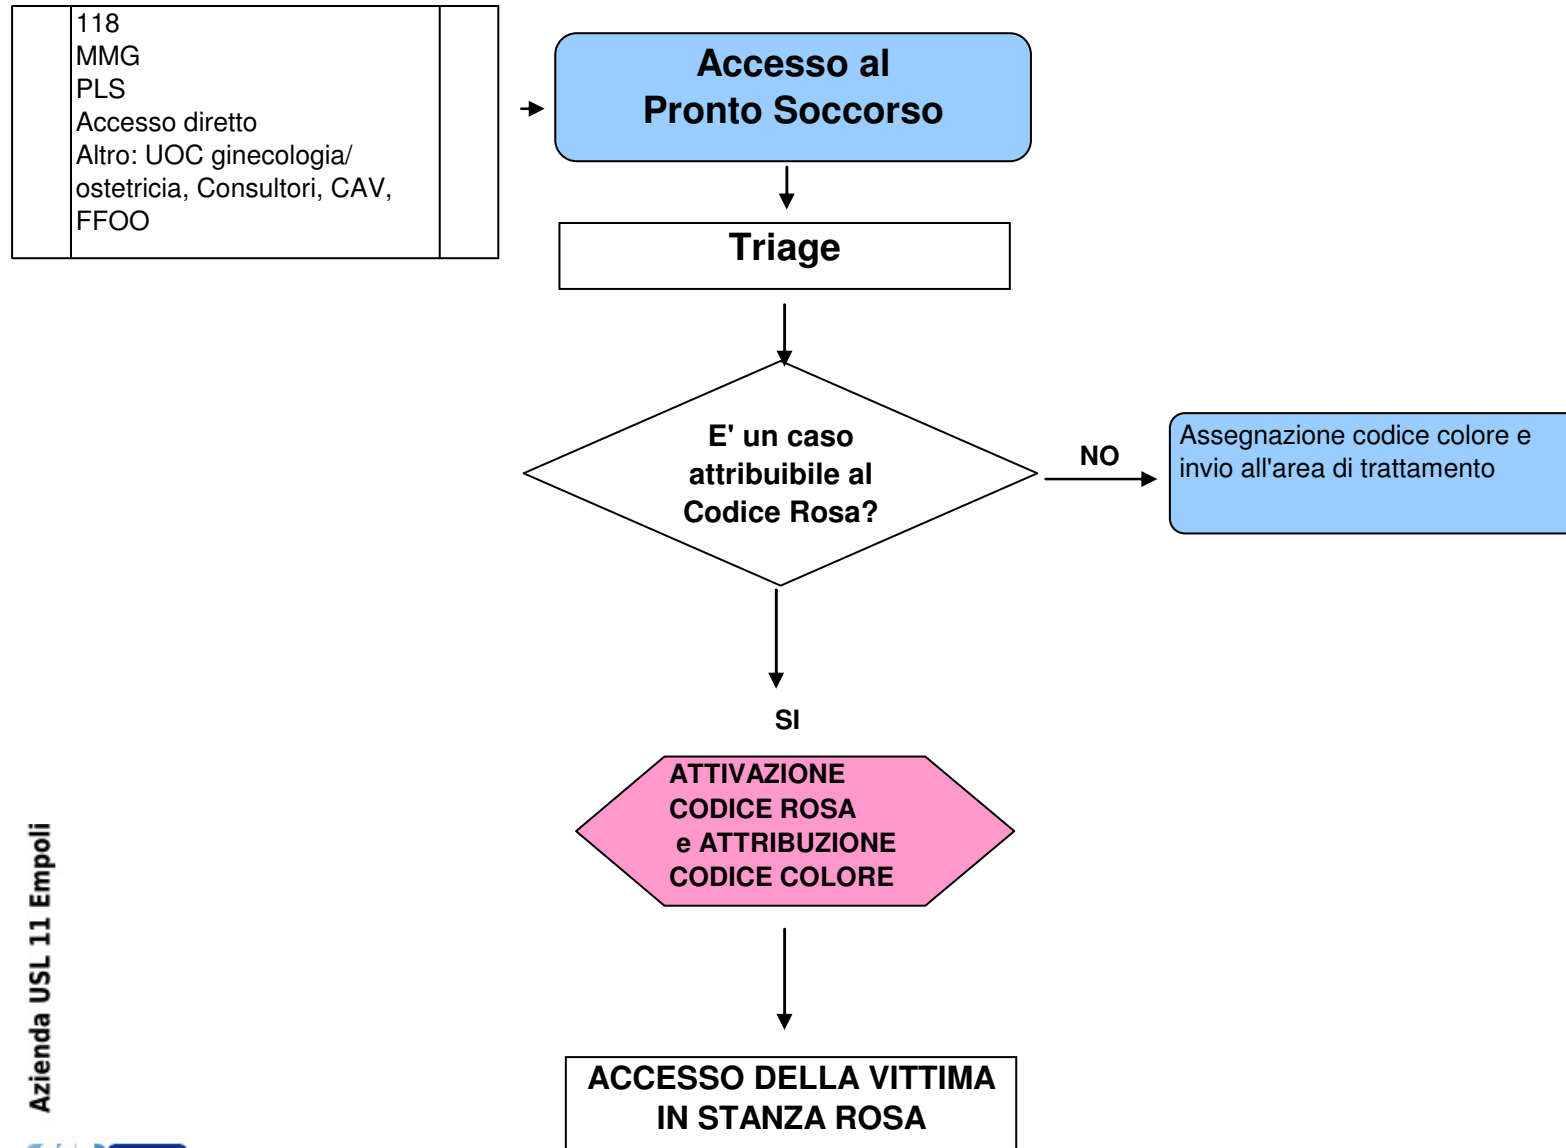 118
MMG
PLS
Accesso diretto
Altro: UOC ginecologia/
ostetricia, Consultori, CAV,
FFOO
Accesso al
Pronto Soccorso
Triage
E' un caso
attribuibile al
Codice Rosa?
NO
Assegnazione codice colore e
invio all'area di trattamento
SI
ATTIVAZIONE
CODICE ROSA
e ATTRIBUZIONE
CODICE COLORE
ACCESSO DELLA VITTIMA
IN STANZA ROSA
Azienda USL 11 Empoli